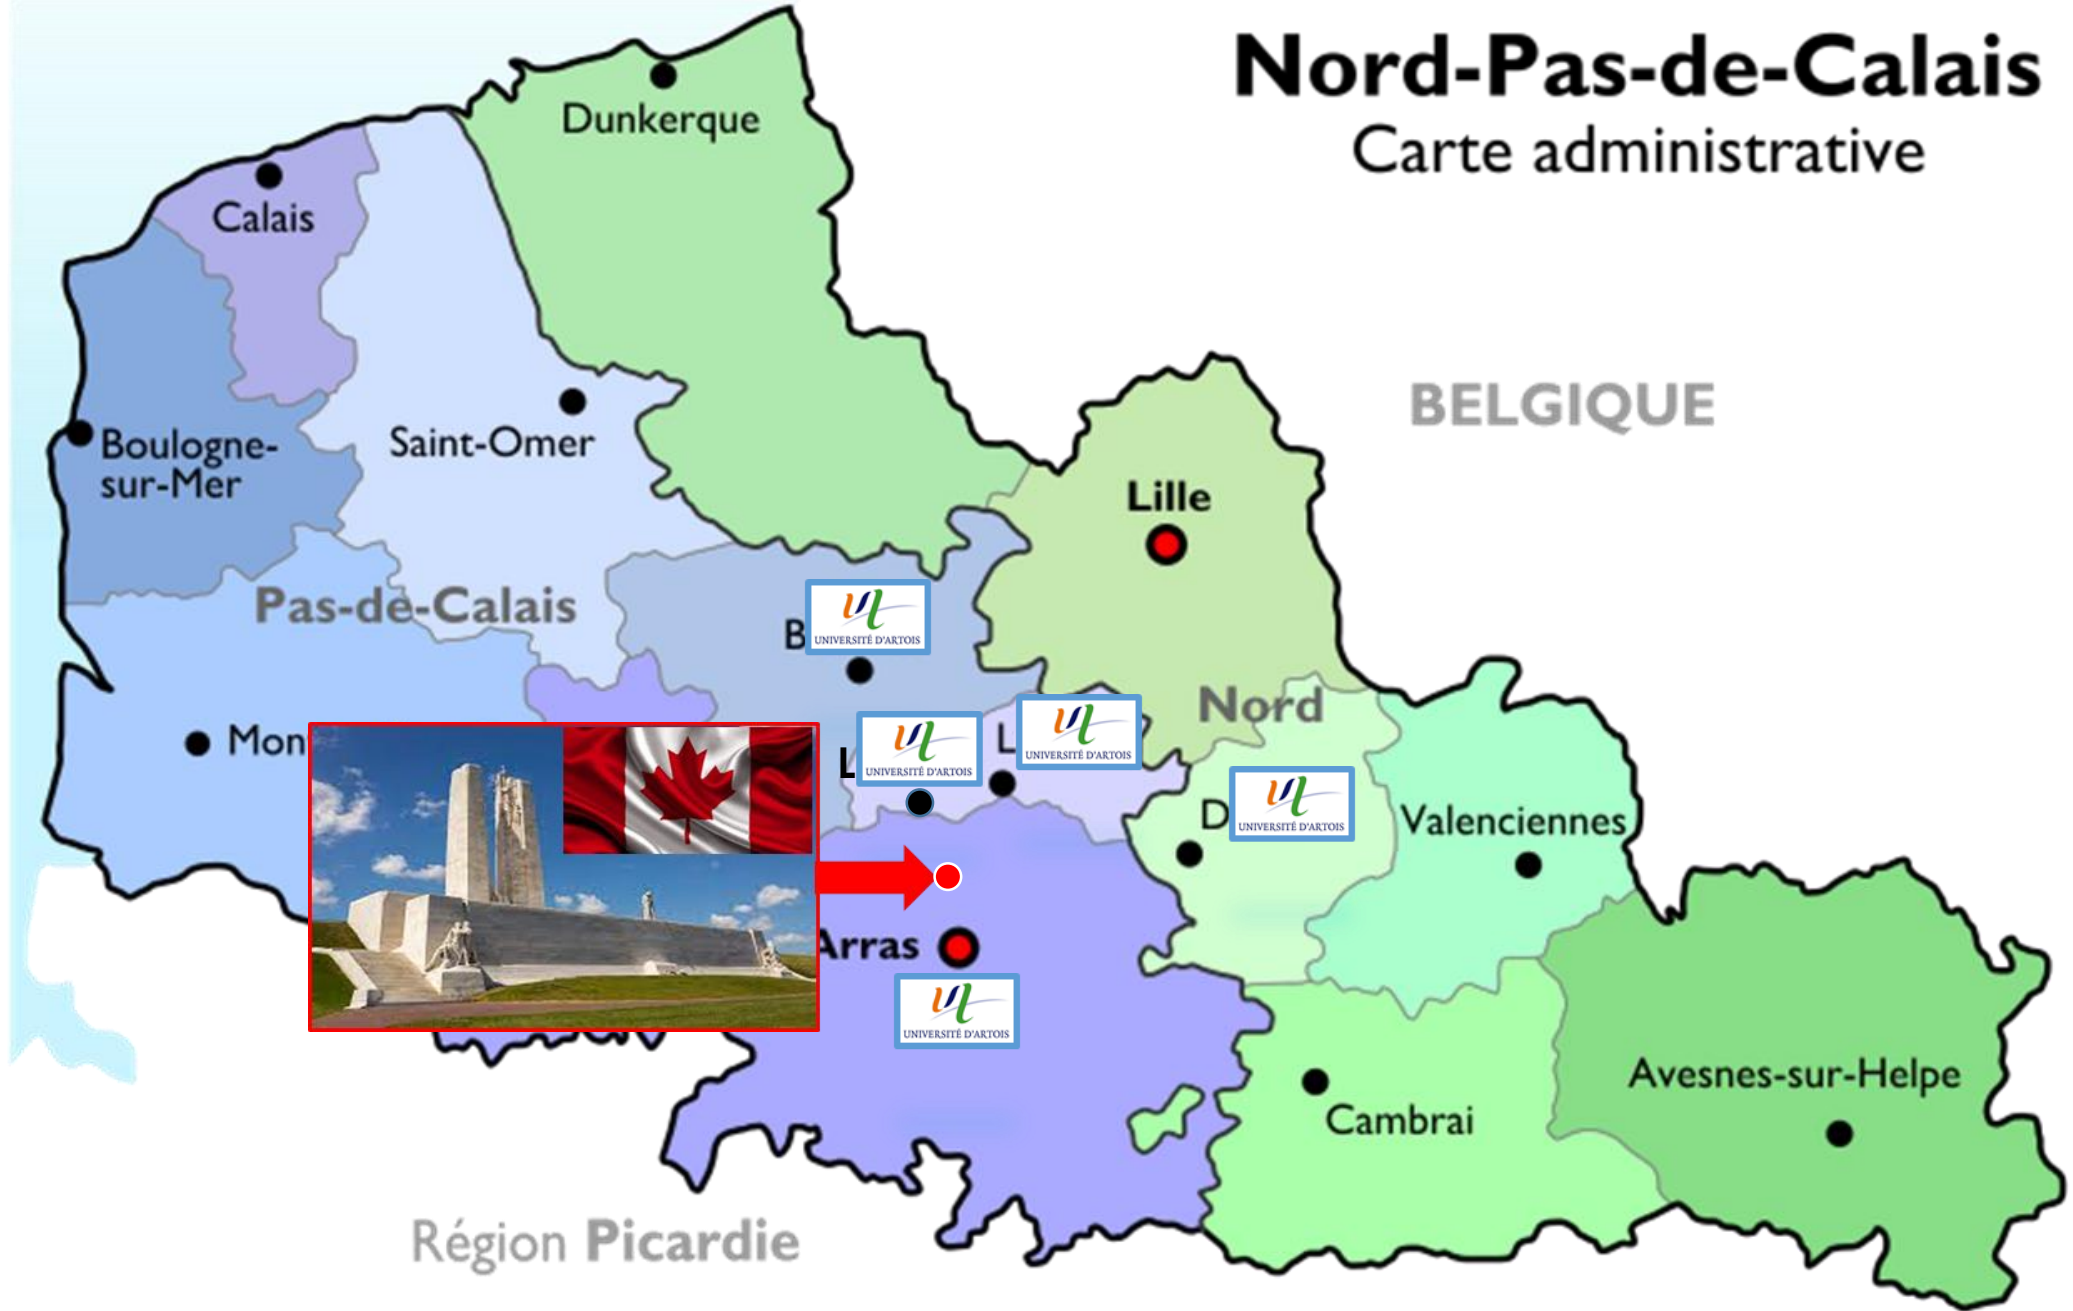 Nord-Pas-de-Calais
Carte administrative
Dunkerque
Calais
BELGIQUE
Boulogne-
sur-Mer
Saint-Omer
Lille
Pas-de-Calais
B
UNIVERSITÉ D'ARTOIS
Nord
Mon
L
UNIVERSITÉ D'ARTOIS
L
UNIVERSITÉ D'ARTOIS
D
UNIVERSITÉ D'ARTOIS
Valenciennes
Arras
UNIVERSITÉ D'ARTOIS
Avesnes-sur-Helpe
Cambrai
Région Picardie